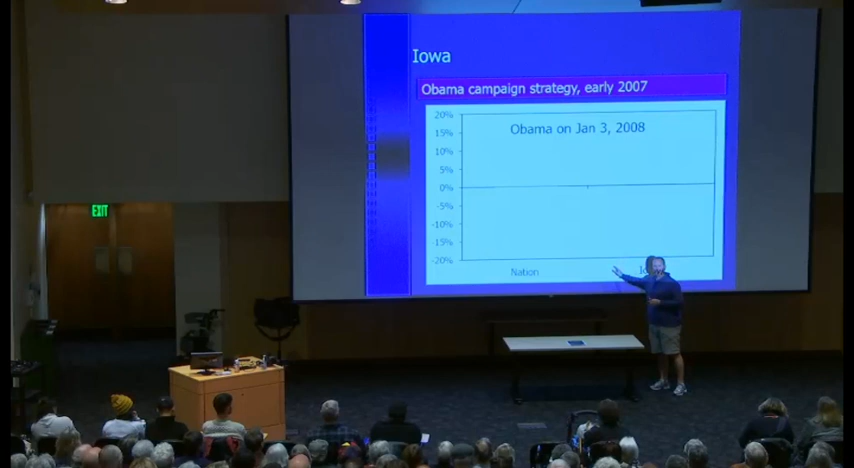 Iowa
Obama campaign strategy, early 2007
Obama on Jan 3, 2008
20%
15%
10%
5%
0%
-5%
-10%
-15%
-20%
Nation
EXIT